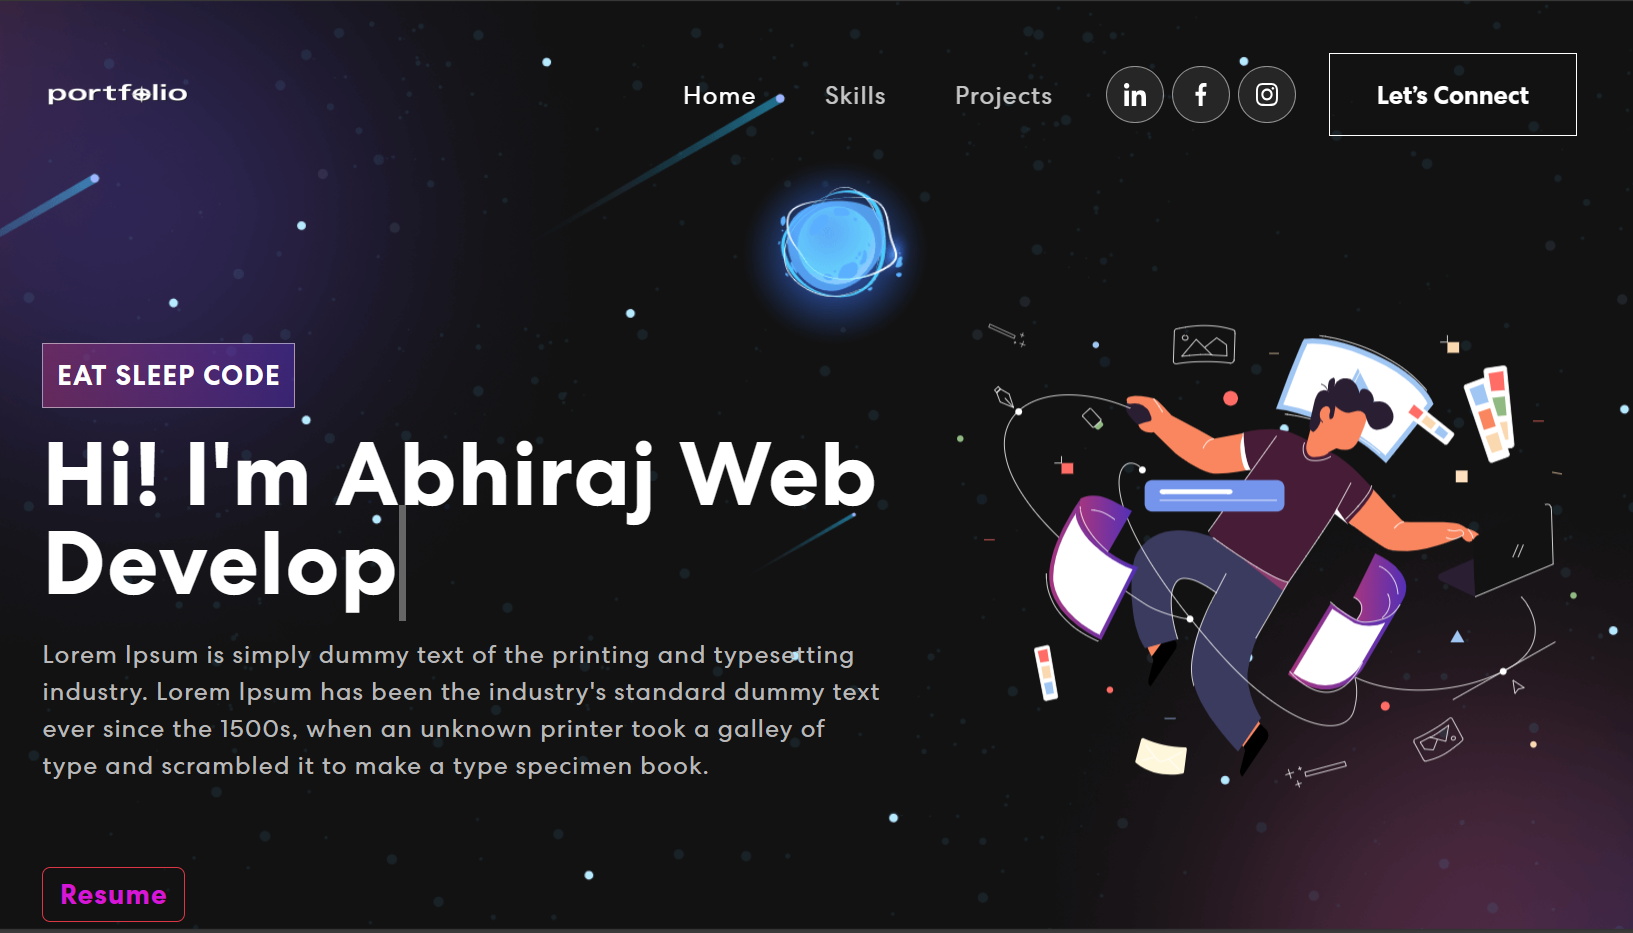 portfolio
Home
Skills
Projects
in
f
Let's Connect
EAT SLEEP CODE
Hi! I'm Abhiraj Web
Develop
Lorem Ipsum is simply dummy text of the printing and typesetting
industry. Lorem Ipsum has been the industry's standard dummy text
ever since the 1500s, when an unknown printer took a galley of
type and scrambled it to make a type specimen book.
Resume